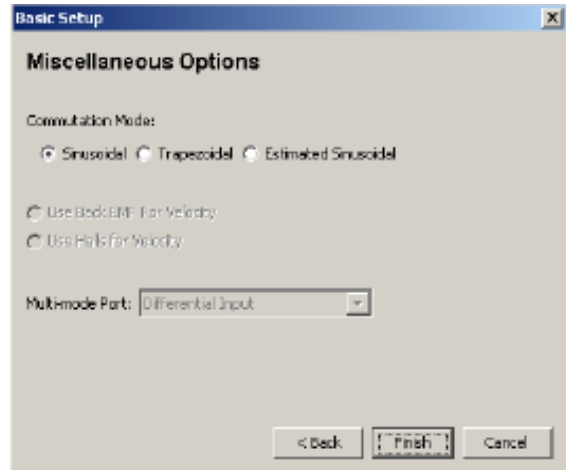 Basic Setup
Miscellaneous Options
Commutation Mode:
Sinusoidal Trapezoidal Estimated Sinusoidal
Use Back EMF For Velocity
Use Halls for Velocity
Multi-mode Port: Differential Input
< Back Finish Cancel